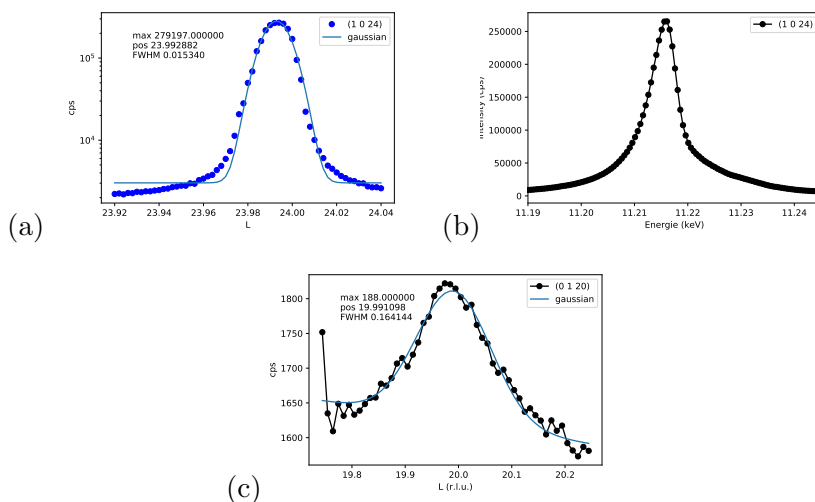 max 279197.000000
pos 23.992882
FWHM 0.015340
(1 0 24)
gaussian
10^5
10^4
cps
23.92 23.94 23.96 23.98 24.00 24.02 24.04
L
(a)
(1 0 24)
250000
200000
150000
100000
50000
0
Intensity (cps)
11.19 11.20 11.21 11.22 11.23 11.24
Energie (keV)
(b)
max 188.000000
pos 19.991098
FWHM 0.164144
(0 1 20)
gaussian
1800
1750
1700
1650
1600
cps
19.8 19.9 20.0 20.1 20.2
L (r.l.u.)
(c)